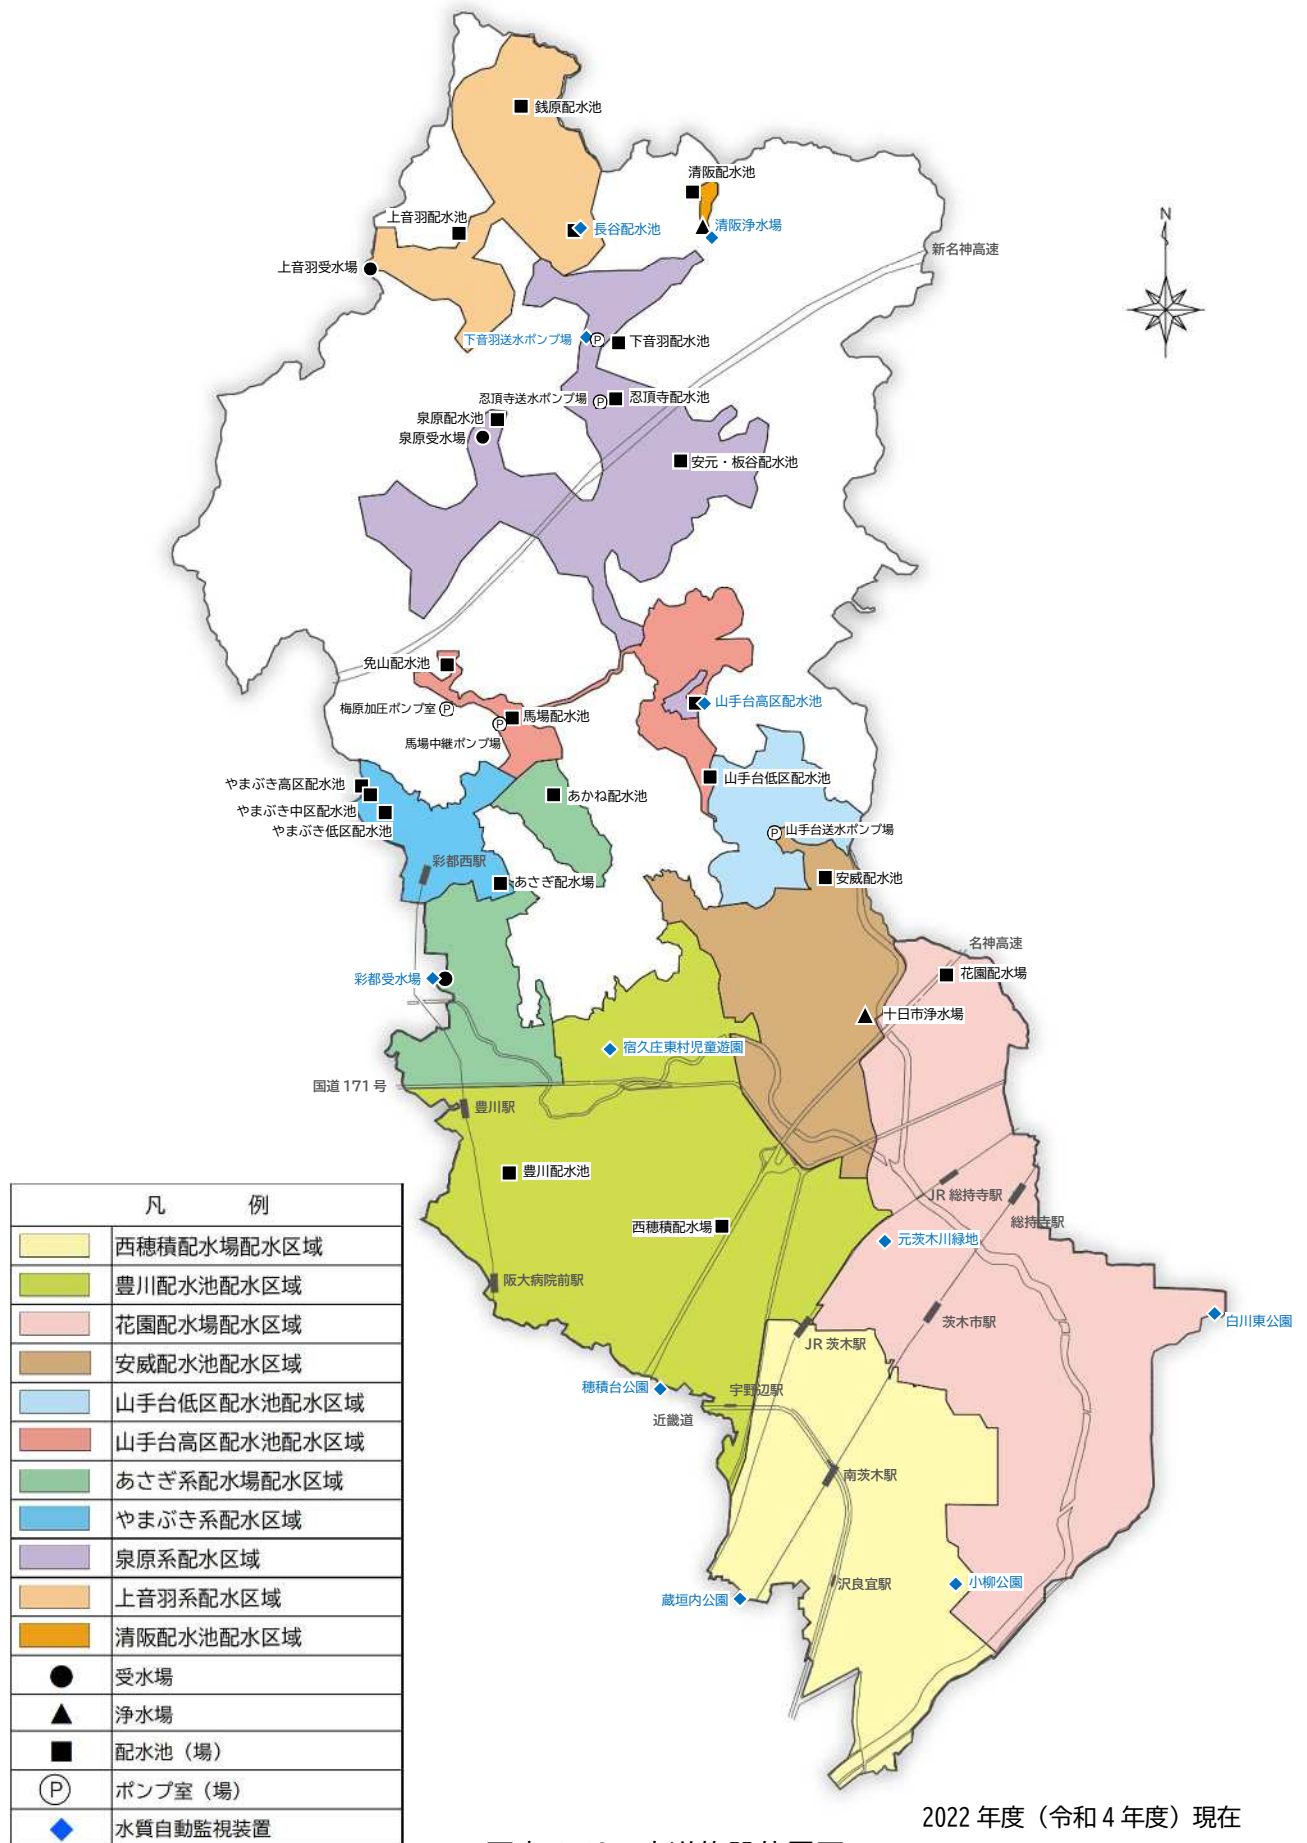 銭原配水池
清阪配水池
上音羽配水池
長谷配水池
清阪浄水場
N
新名神高速
上音羽受水場
下音羽送水ポンプ場
P
下音羽配水池
忍頂寺送水ポンプ場
P
忍頂寺配水池
泉原配水池
泉原受水場
安元・板谷配水池
免山配水池
梅原加圧ポンプ室
P
山手台高区配水池
馬場配水池
P
馬場中継ポンプ場
山手台低区配水池
やまぶき高区配水池
あかね配水池
やまぶき中区配水池
やまぶき低区配水池
P
山手台送水ポンプ場
彩都西駅
あさぎ配水場
安威配水池
名神高速
花園配水場
彩都受水場
十日市浄水場
宿久庄東村児童遊園
国道 171 号
豊川駅
豊川配水池
JR 総持寺駅
西穂積配水場
総持寺駅
元茨木川緑地
阪大病院前駅
白川東公園
茨木市駅
JR 茨木駅
穂積台公園
宇野辺駅
近畿道
南茨木駅
沢良宜駅
小柳公園
蔵垣内公園
凡 例
西穂積配水場配水区域
豊川配水池配水区域
花園配水場配水区域
安威配水池配水区域
山手台低区配水池配水区域
山手台高区配水池配水区域
あさぎ系配水場配水区域
やまぶき系配水区域
泉原系配水区域
上音羽系配水区域
清阪配水池配水区域
受水場
浄水場
配水池（場）
P ポンプ室（場）
水質自動監視装置
2022 年度（令和 4 年度）現在